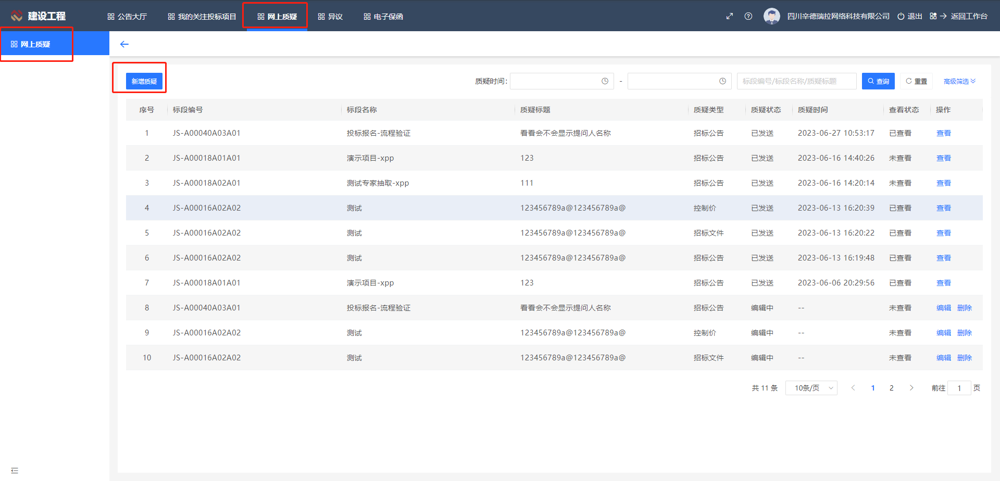 建设工程 公告大厅 我的关注投标项目 网上质疑 异议 电子保函 四川辛德瑞拉网络科技有限公司 退出 返回工作台
网上质疑
新增质疑 质疑时间: - 标段编号/标段名称/质疑标题 查询 重置 高级筛选
序号 标段编号 标段名称 质疑标题 质疑类型 质疑状态 质疑时间 查看状态 操作
1 JS-A00040A03A01 投标报名-流程验证 看看会不会显示提问人名称 招标公告 已发送 2023-06-27 10:53:17 已查看 查看
2 JS-A00018A01A01 演示项目-xpp 123 招标公告 已发送 2023-06-16 14:40:26 未查看 查看
3 JS-A00018A02A01 测试专家抽取-xpp 111 招标公告 已发送 2023-06-16 14:20:14 未查看 查看
4 JS-A00016A02A02 测试 123456789a@123456789a@ 控制价 已发送 2023-06-13 16:20:39 已查看 查看
5 JS-A00016A02A02 测试 123456789a@123456789a@ 招标文件 已发送 2023-06-13 16:20:22 已查看 查看
6 JS-A00016A02A02 测试 123456789a@123456789a@ 招标公告 已发送 2023-06-13 16:19:48 已查看 查看
7 JS-A00018A01A01 演示项目-xpp 123 招标公告 已发送 2023-06-06 20:29:56 已查看 查看
8 JS-A00040A03A01 投标报名-流程验证 看看会不会显示提问人名称 招标公告 编辑中 -- 未查看 编辑 删除
9 JS-A00016A02A02 测试 123456789a@123456789a@ 控制价 编辑中 -- 未查看 编辑 删除
10 JS-A00016A02A02 测试 123456789a@123456789a@ 招标文件 编辑中 -- 未查看 编辑 删除
共 11 条 10条/页 1 2 前往 1 页